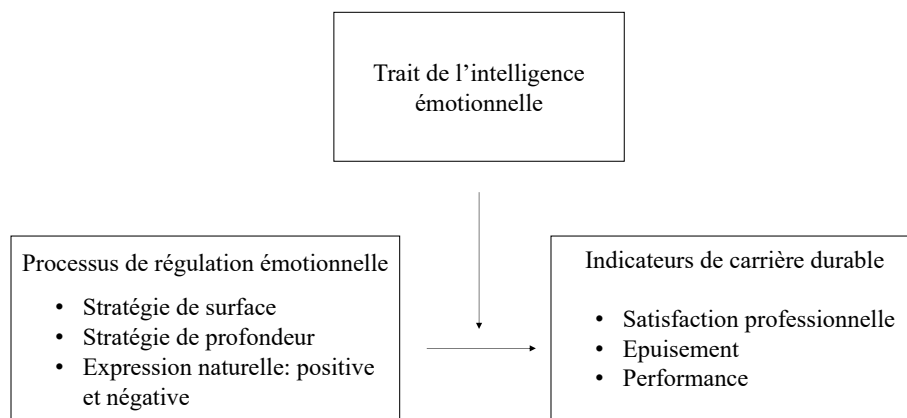 Trait de l’intelligence
émotionnelle
Processus de régulation émotionnelle
• Stratégie de surface
• Stratégie de profondeur
• Expression naturelle: positive
et négative
Indicateurs de carrière durable
• Satisfaction professionnelle
• Epuisement
• Performance